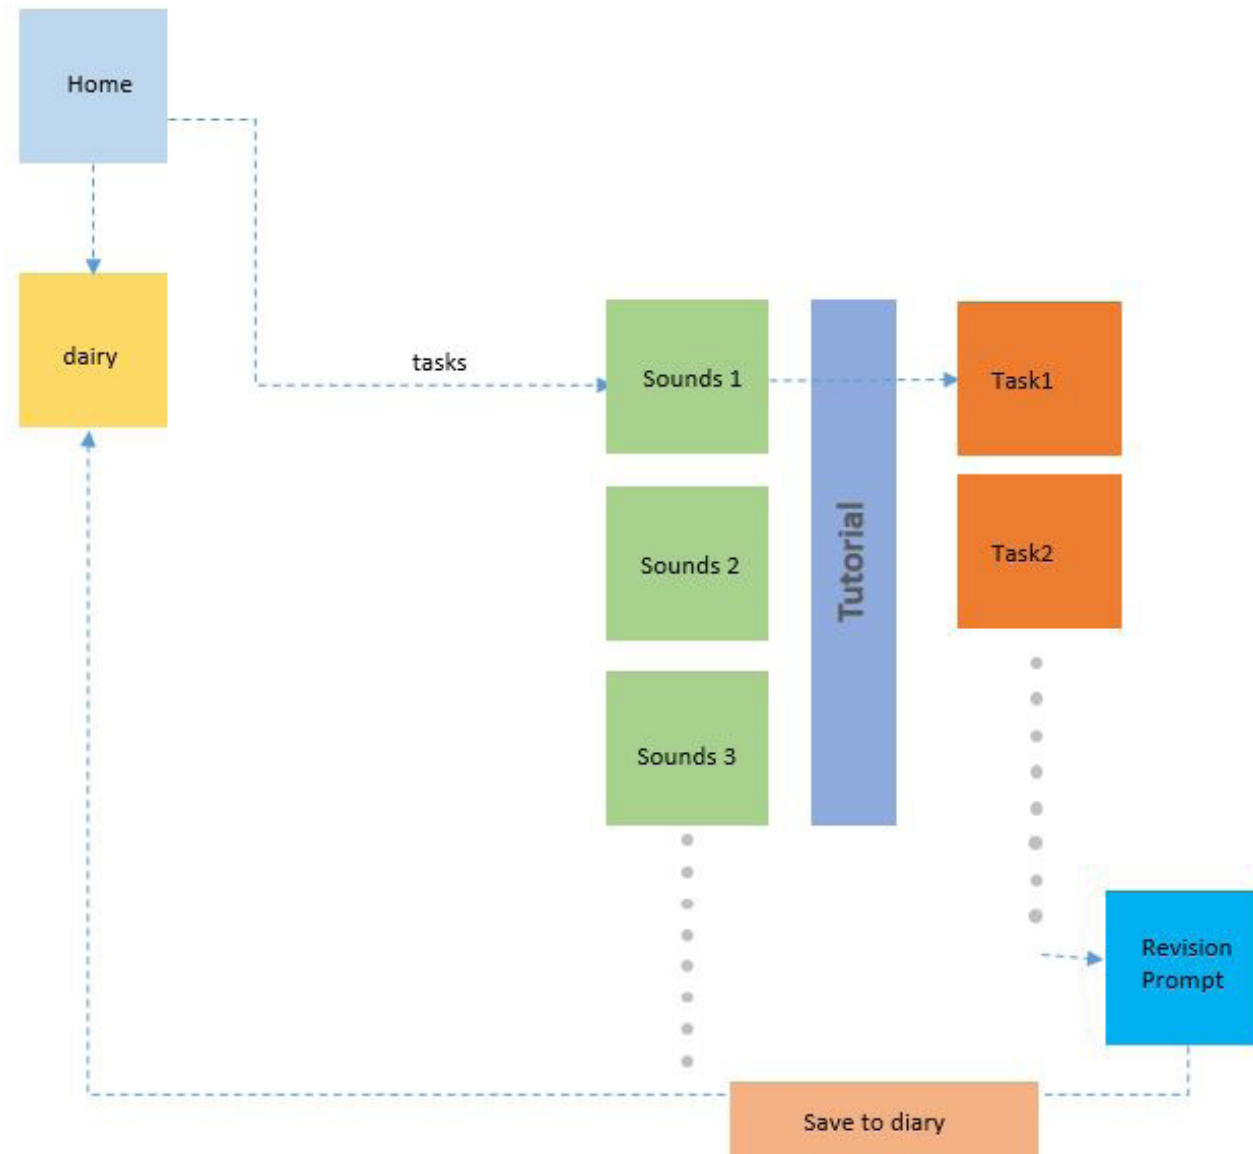 Home
dairy
tasks
Sounds 1
Tutorial
Task1
Sounds 2
Task2
Sounds 3
Revision
Prompt
Save to diary